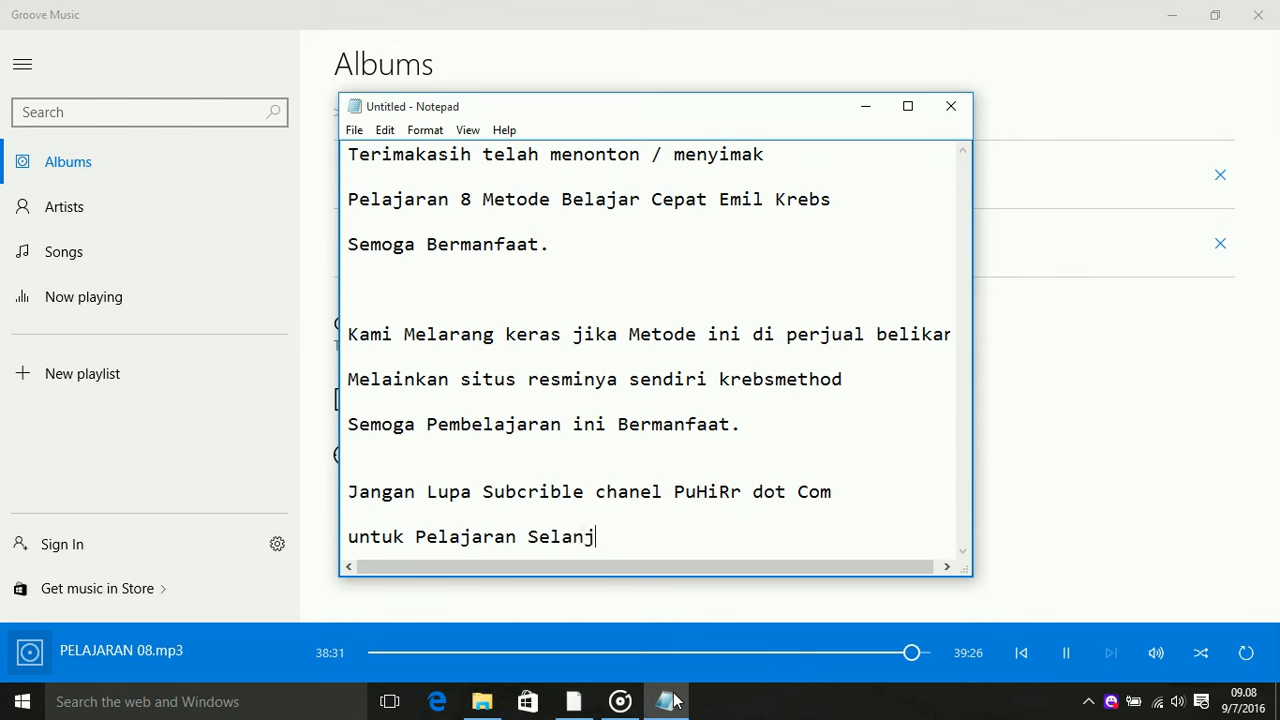 Groove Music
Albums
Search
Untitled - Notepad
File Edit Format View Help
Terimakasih telah menonton / menyimak
Albums
Artists
Pelajaran 8 Metode Belajar Cepat Emil Krebs
Songs
Semoga Bermanfaat.
Now playing
Kami Melarang keras jika Metode ini di perjual belikan
New playlist
Melainkan situs resminya sendiri krebsmethod
Semoga Pembelajaran ini Bermanfaat.
Jangan Lupa Subcrible chanel PuHiRr dot Com
untuk Pelajaran Selanj
Sign In
Get music in Store
PELAJARAN 08.mp3
38:31
39:26
Search the web and Windows
09.08
9/7/2016